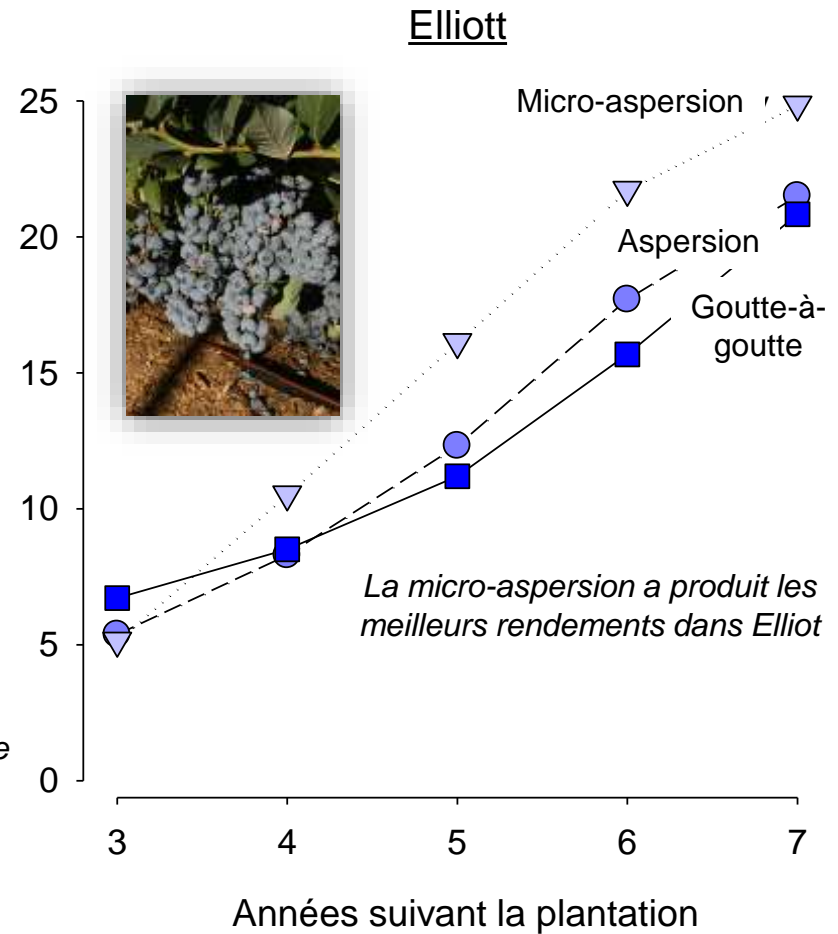 Elliott
25
20
15
10
5
0
Micro-aspersion
Aspersion
Goutte-à-
goutte
La micro-aspersion a produit les
meilleurs rendements dans Elliot
e
3 4 5 6 7
Années suivant la plantation